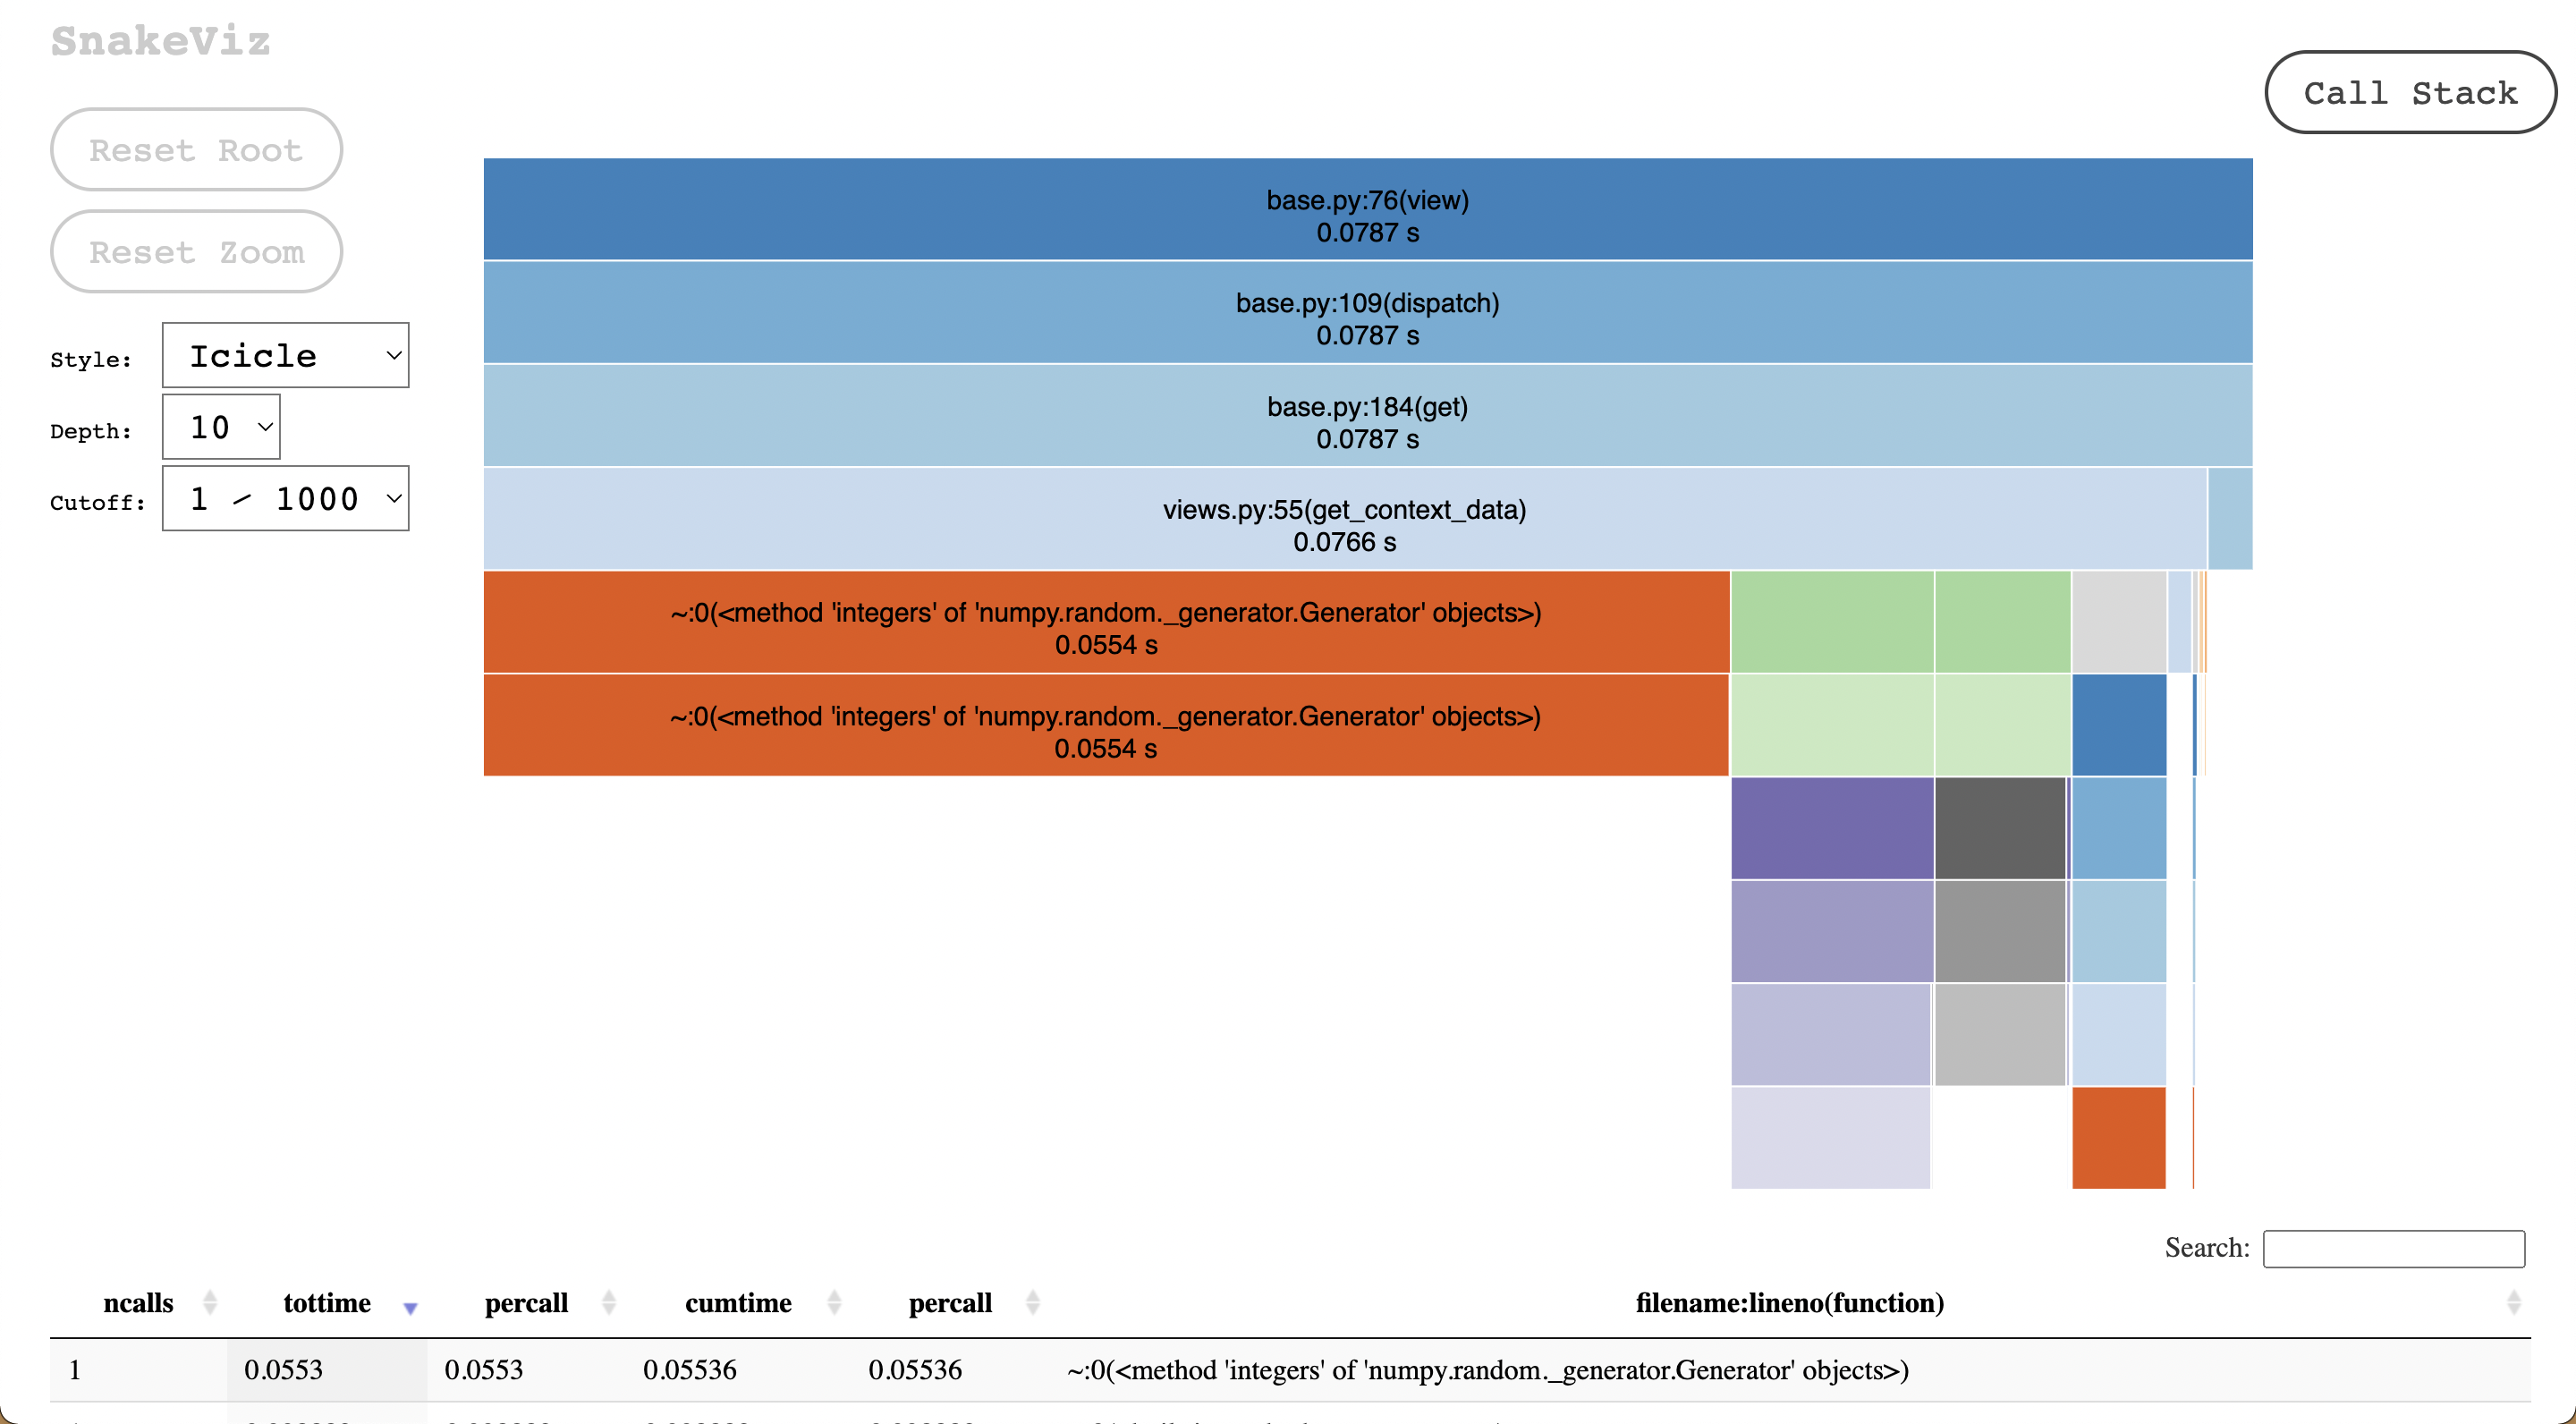 SnakeViz
Call Stack
Reset Root
Reset Zoom
Style: Icicle
Depth: 10
Cutoff: 1 / 1000
base.py:76(view)
0.0787 s
base.py:109(dispatch)
0.0787 s
base.py:184(get)
0.0787 s
views.py:55(get_context_data)
0.0766 s
~:0(<method 'integers' of 'numpy.random._generator.Generator' objects>)
0.0554 s
~:0(<method 'integers' of 'numpy.random._generator.Generator' objects>)
0.0554 s
Search:
ncalls tottime percall cumtime percall filename:lineno(function)
1 0.0553 0.0553 0.05536 0.05536 ~:0(<method 'integers' of 'numpy.random._generator.Generator' objects>)